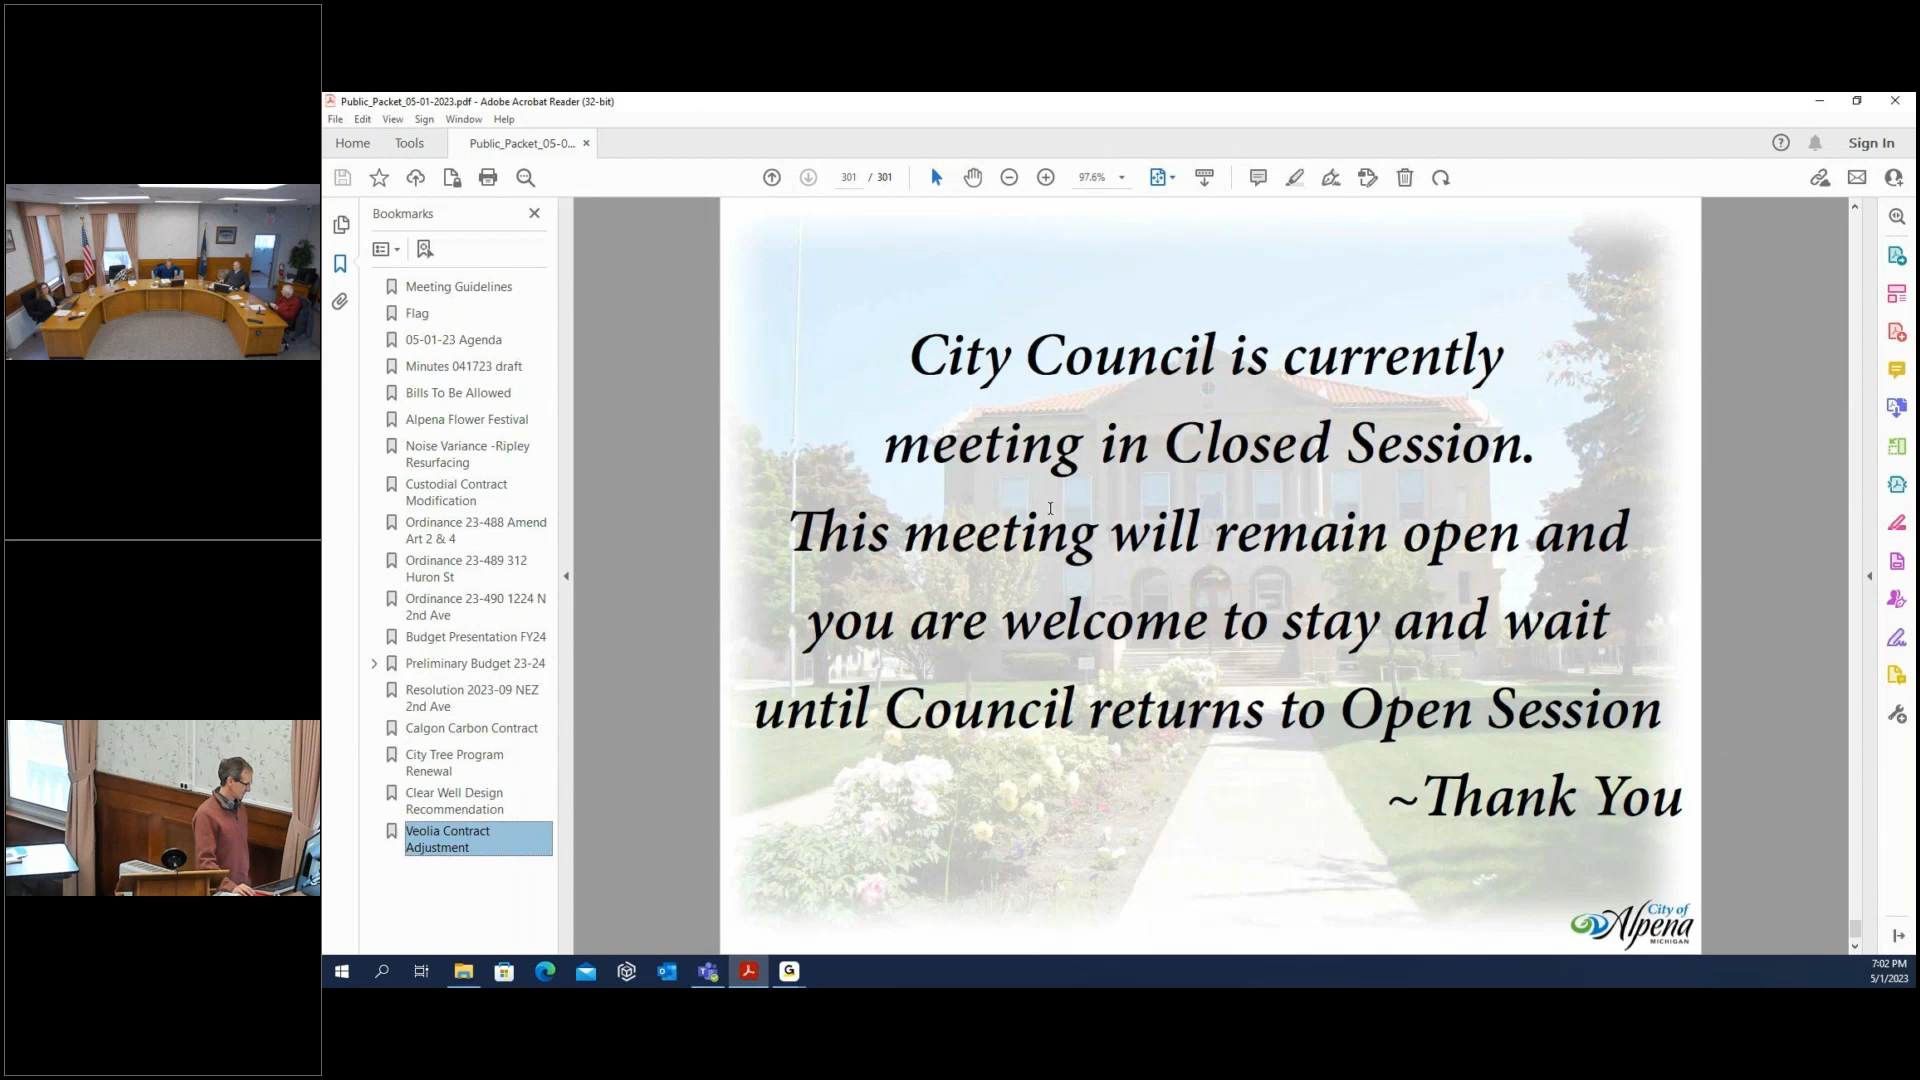 Public_Packet_05-01-2023.pdf - Adobe Acrobat Reader (32-bit)
File Edit View Sign Window Help
Home Tools Public_Packet_05-0... Sign In
301 / 301 97.6%
Bookmarks
Meeting Guidelines
Flag
05-01-23 Agenda
Minutes 041723 draft
Bills To Be Allowed
Alpena Flower Festival
Noise Variance -Ripley
Resurfacing
Custodial Contract
Modification
Ordinance 23-488 Amend
Art 2 & 4
Ordinance 23-489 312
Huron St
Ordinance 23-490 1224 N
2nd Ave
Budget Presentation FY24
Preliminary Budget 23-24
Resolution 2023-09 NEZ
2nd Ave
Calgon Carbon Contract
City Tree Program
Renewal
Clear Well Design
Recommendation
Veolia Contract
Adjustment
City Council is currently
meeting in Closed Session.
This meeting will remain open and
you are welcome to stay and wait
until Council returns to Open Session
~Thank You
City of
Alpena
MICHIGAN
7:02 PM
5/1/2023